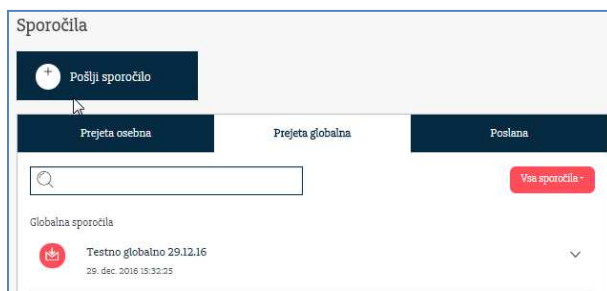 Sporočila
+ Pošlji sporočilo
Prejeta osebna Prejeta globalna Poslana
Vsa sporočila
Globalna sporočila
Testno globalno 29.12.16
29. dec. 2016 15:32:25